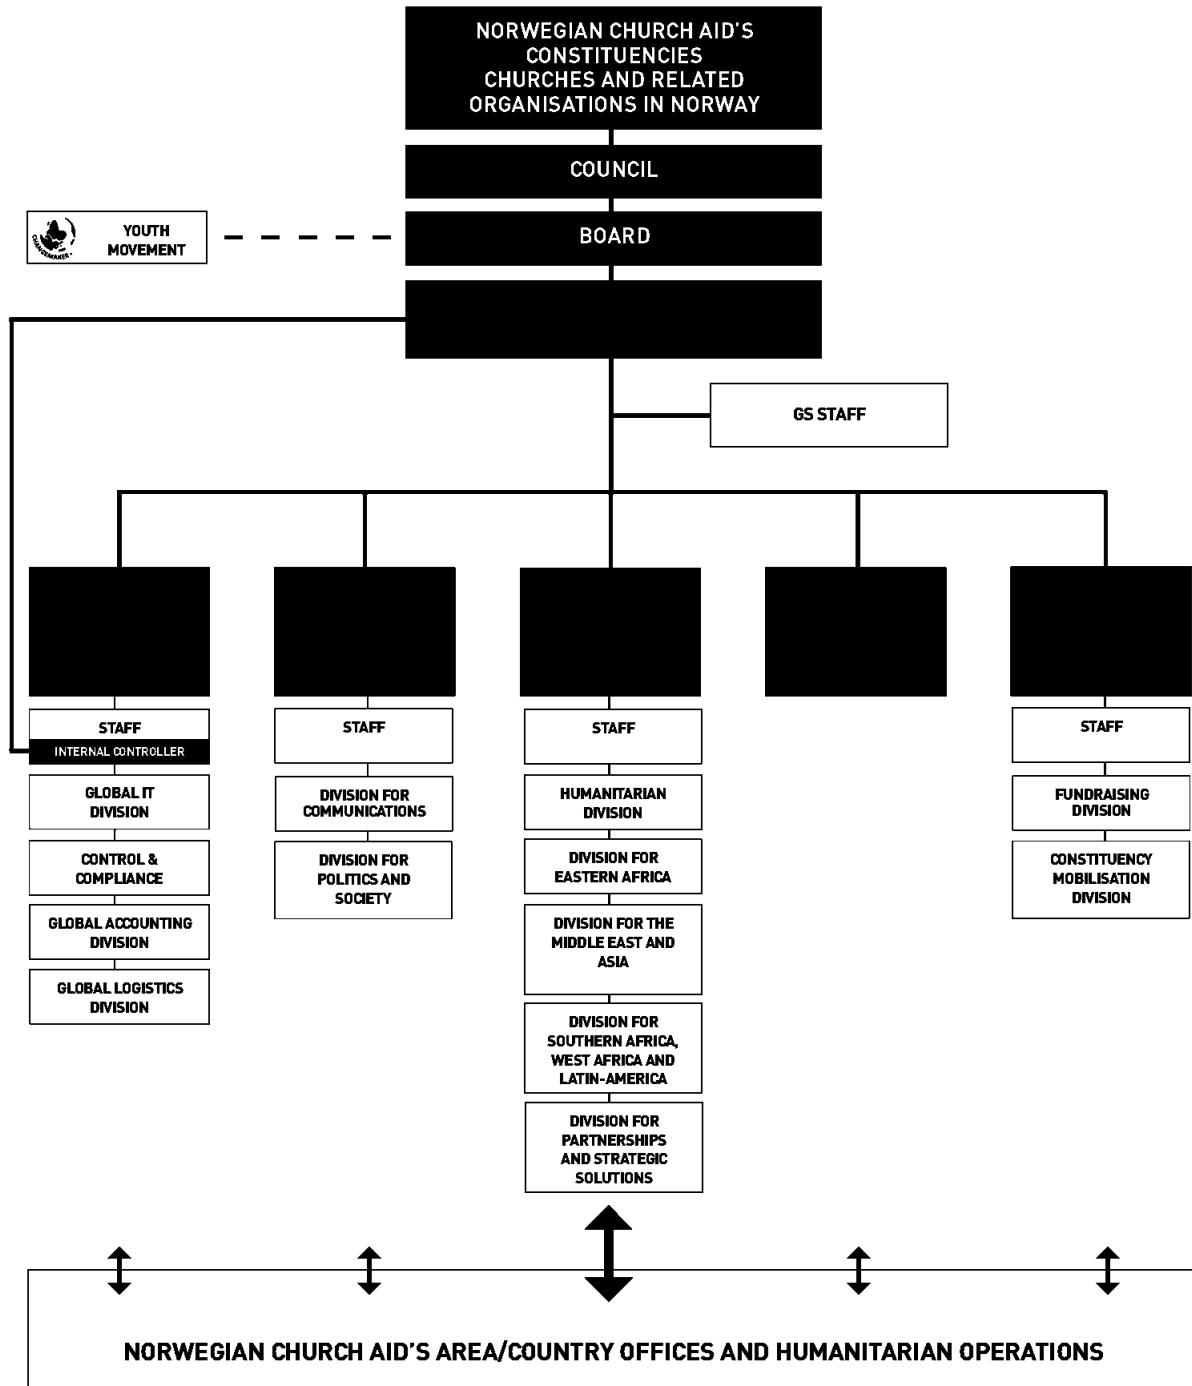 NORWEGIAN CHURCH AID'S
CONSTITUENCIES
CHURCHES AND RELATED
ORGANISATIONS IN NORWAY
COUNCIL
BOARD
CHANGEMAKER
YOUTH
MOVEMENT
GS STAFF
STAFF
INTERNAL CONTROLLER
GLOBAL IT
DIVISION
CONTROL &
COMPLIANCE
GLOBAL ACCOUNTING
DIVISION
GLOBAL LOGISTICS
DIVISION
STAFF
DIVISION FOR
COMMUNICATIONS
DIVISION FOR
POLITICS AND
SOCIETY
STAFF
HUMANITARIAN
DIVISION
DIVISION FOR
EASTERN AFRICA
DIVISION FOR THE
MIDDLE EAST AND
ASIA
DIVISION FOR
SOUTHERN AFRICA,
WEST AFRICA AND
LATIN-AMERICA
DIVISION FOR
PARTNERSHIPS
AND STRATEGIC
SOLUTIONS
STAFF
FUNDRAISING
DIVISION
CONSTITUENCY
MOBILISATION
DIVISION
NORWEGIAN CHURCH AID'S AREA/COUNTRY OFFICES AND HUMANITARIAN OPERATIONS